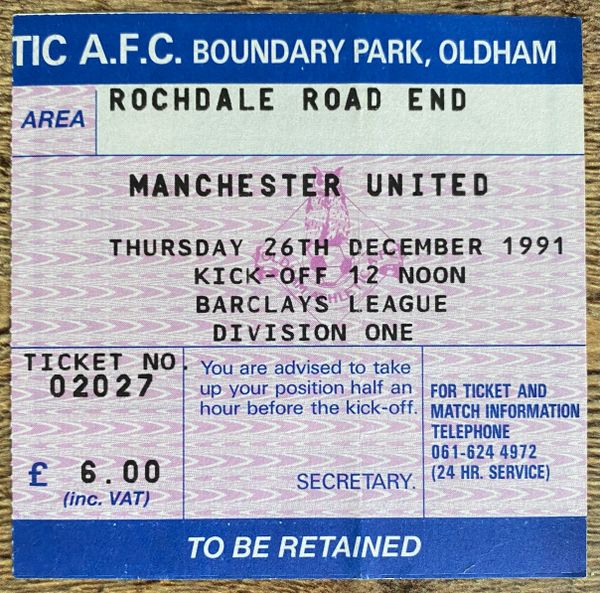 TIC A.F.C. BOUNDARY PARK, OLDHAM
AREA
ROCHDALE ROAD END
MANCHESTER UNITED
THURSDAY 26TH DECEMBER 1991
KICK-OFF 12 NOON
BARCLAYS LEAGUE
DIVISION ONE
TICKET NO.
02027
£ 6.00
(inc. VAT)
You are advised to take
up your position half an
hour before the kick-off.
SECRETARY.
FOR TICKET AND
MATCH INFORMATION
TELEPHONE
061-624 4972
(24 HR. SERVICE)
TO BE RETAINED